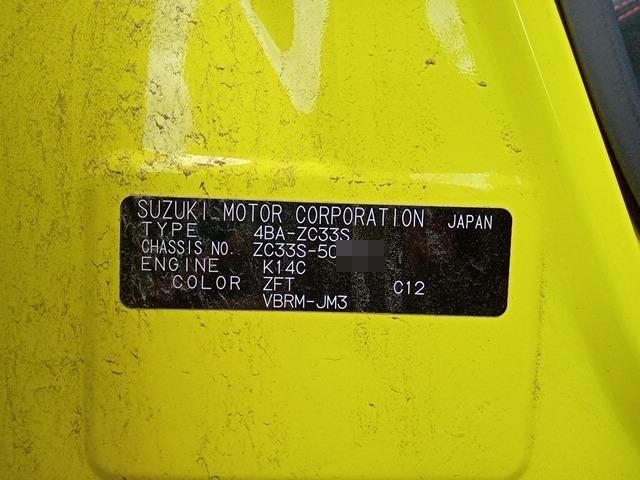 SUZUKI MOTOR CORPORATION JAPAN
TYPE 4BA-ZC33S
CHASSIS NO. ZC33S-50
ENGINE K14C
COLOR ZFT C12
VBRM-JM3